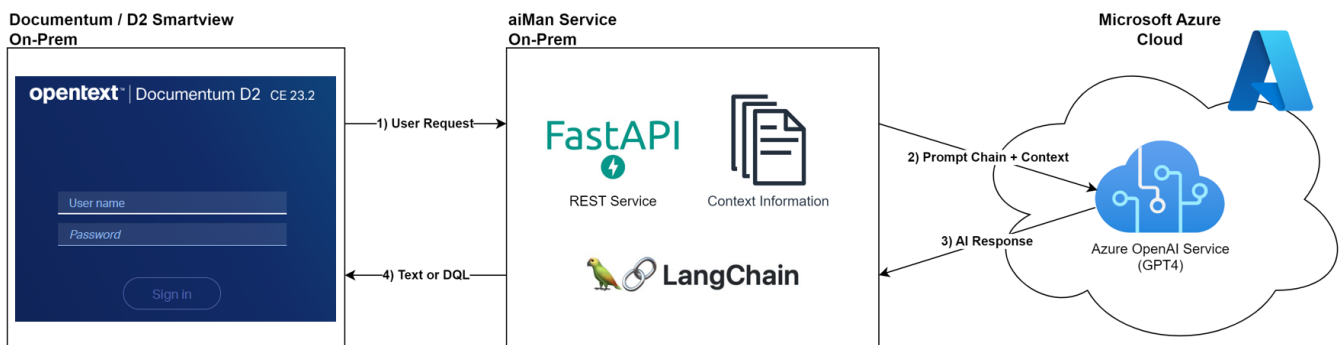 Documentum / D2 Smartview
On-Prem
opentext™ | Documentum D2 CE 23.2
User name
Password
Sign in
1) User Request
4) Text or DQL
aiMan Service
On-Prem
FastAPI
REST Service
Context Information
LangChain
2) Prompt Chain + Context
3) AI Response
Microsoft Azure
Cloud
Azure OpenAI Service
(GPT4)